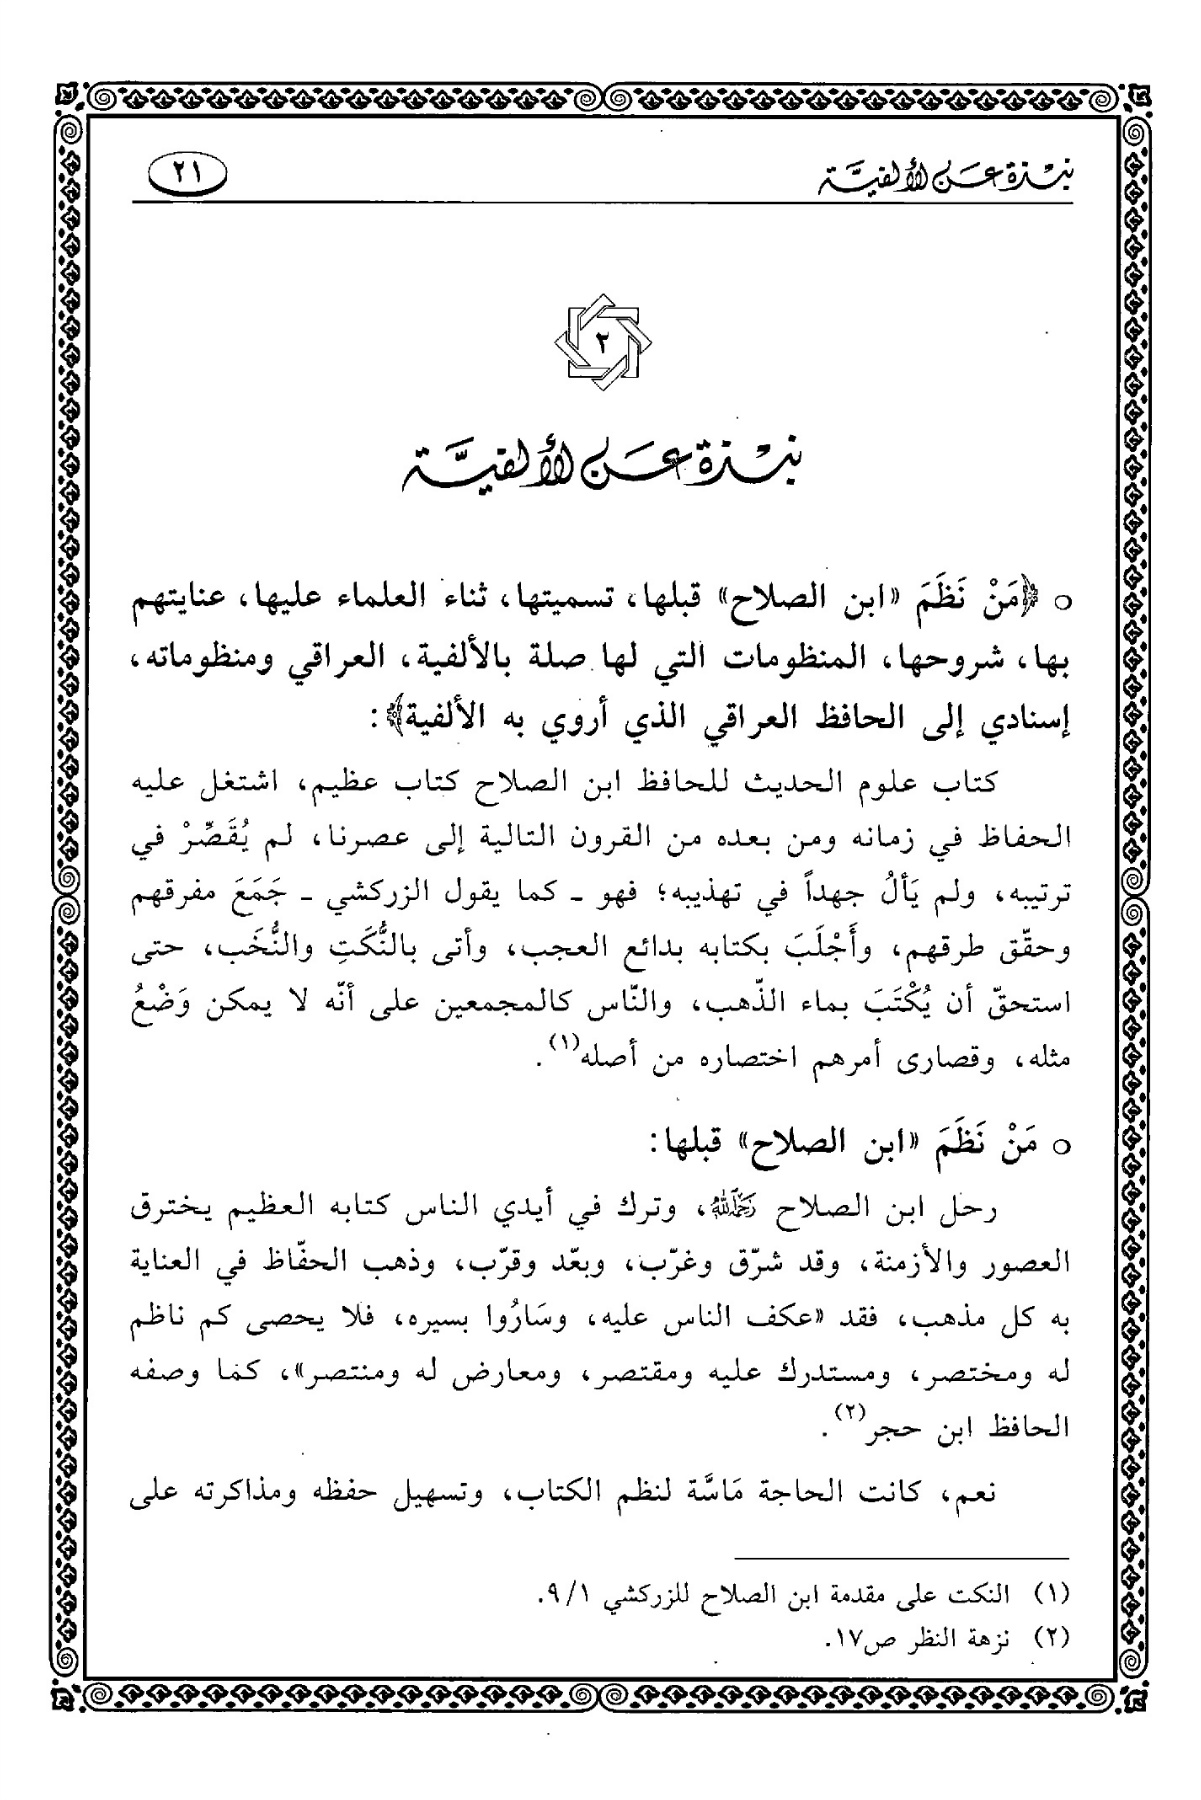 نبذة عن الألفية
٢١
٢
نبذة عن الألفيَّة
○ ﴿مَنْ نَظَمَ «ابن الصلاح» قبلها، تسميتها، ثناء العلماء عليها، عنايتهم
بها، شروحها، المنظومات التي لها صلة بالألفية، العراقي ومنظوماته،
إسنادي إلى الحافظ العراقي الذي أروي به الألفية﴾:
كتاب علوم الحديث للحافظ ابن الصلاح كتاب عظيم، اشتغل عليه
الحفاظ في زمانه ومن بعده من القرون التالية إلى عصرنا، لم يُقَصِّرْ في
ترتيبه، ولم يَألُ جهداً في تهذيبه؛ فهو ـ كما يقول الزركشي ـ جَمَعَ مفرقهم
وحقّق طرقهم، وأَجْلَبَ بكتابه بدائع العجب، وأتى بالنُّكَتِ والنُّخَب، حتى
استحقّ أن يُكْتَبَ بماء الذّهب، والنّاس كالمجمعين على أنّه لا يمكن وَضْعُ
مثله، وقصارى أمرهم اختصاره من أصله(١).
○ مَنْ نَظَمَ «ابن الصلاح» قبلها:
رحل ابن الصلاح رَحِمَهُ اللهُ، وترك في أيدي الناس كتابه العظيم يخترق
العصور والأزمنة، وقد شرّق وغرّب، وبعّد وقرّب، وذهب الحفّاظ في العناية
به كل مذهب، فقد «عكف الناس عليه، وسَارُوا بسيره، فلا يحصى كم ناظم
له ومختصر، ومستدرك عليه ومقتصر، ومعارض له ومنتصر»، كما وصفه
الحافظ ابن حجر(٢).
نعم، كانت الحاجة مَاسَّة لنظم الكتاب، وتسهيل حفظه ومذاكرته على
(١) النكت على مقدمة ابن الصلاح للزركشي ٩/١.
(٢) نزهة النظر ص١٧.